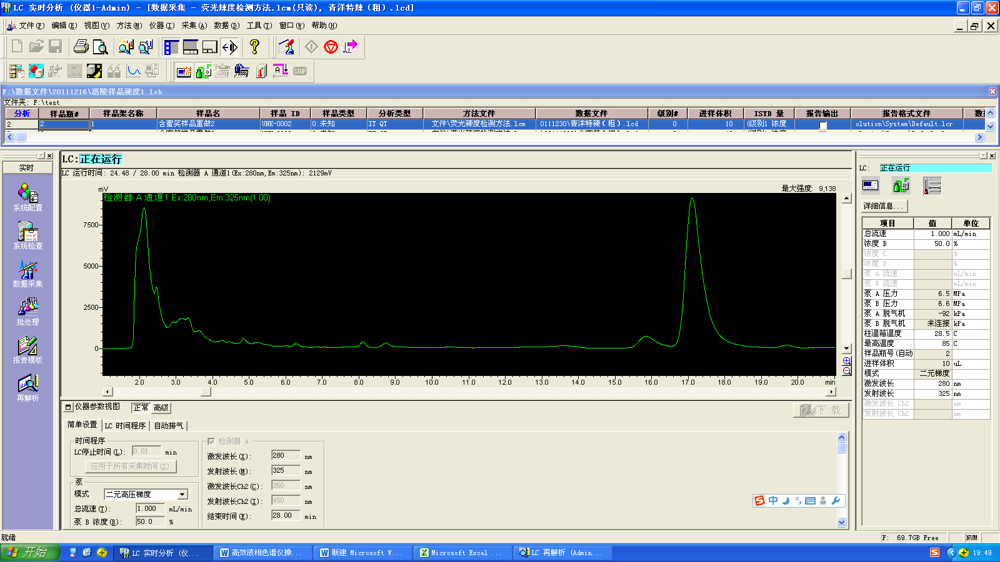 LC 实时分析 (仪器1-Admin) - [数据采集 - 荧光辣度检测方法.lcm(只读), 青洋特辣(粗).lcd]
文件(F) 编辑(E) 视图(V) 方法(M) 仪器(I) 采集(A) 数据(D) 工具(T) 窗口(W) 帮助(H)
STOP
F:\数据文件\20111216\涪陵样品辣度1.lcb
文件夹: F:\test
分析 样品瓶# 样品架名称 样品名 样品 ID 样品类型 分析类型 方法文件 数据文件 级别# 进样体积 ISTD 量 报告输出 报告格式文件
2 2 1 含蜜笑样品重做2 UNK-0002 0:未知 IT QT 文件\荧光辣度检测方法.lcm 0111230\青洋特辣(粗).lcd 0 10 (级别1 浓度 olution\System\Default.lcr
实时
系统配置
系统检查
数据采集
批处理
报告模板
再解析
LC:正在运行
LC 运行时间: 24.48 / 28.00 min 检测器 A 通道1(Ex:280nm,Em:325nm): 2129mV
最大强度: 9,138
mV
检测器 A 通道1:Ex:280nm,Em:325nm(1.00)
7500
5000
2500
0
2.0 3.0 4.0 5.0 6.0 7.0 8.0 9.0 10.0 11.0 12.0 13.0 14.0 15.0 16.0 17.0 18.0 19.0 20.0 min
仪器参数视图 正常 高级
下 载
简单设置 LC 时间程序 自动排气
时间程序
LC停止时间(L): 0.01 min
应用于所有采集时间(S)
泵
模式 二元高压梯度
总流速(T): 1.000 mL/min
泵 B 浓度(B): 50.0 %
检测器 A
激发波长(X): 280 nm
发射波长(M): 325 nm
激发波长Ch2(C): 350 nm
发射波长Ch2(I): 450 nm
结束时间(E): 28.00 min
中
LC: 正在运行
详细信息...
项目 值 单位
总流速 1.000 mL/min
浓度 B 50.0 %
浓度 C %
浓度 D %
泵 A 流速 mL/min
泵 B 流速 mL/min
泵 A 压力 6.5 MPa
泵 B 压力 6.6 MPa
泵 A 脱气机 -92 kPa
泵 B 脱气机 未连接 kPa
柱温箱温度 28.5 C
最高温度 85 C
样品瓶号(自动 2
进样体积 10 uL
模式 二元梯度
激发波长 280 nm
发射波长 325 nm
激发波长 Ch2 nm
发射波长 Ch2 nm
就绪
F: 69.7GB Free NUM
开始 LC 实时分析 (仪... 高效液相色谱仪操... 新建 Microsoft W... Microsoft Excel ... LC 再解析 (Admin... 19:49